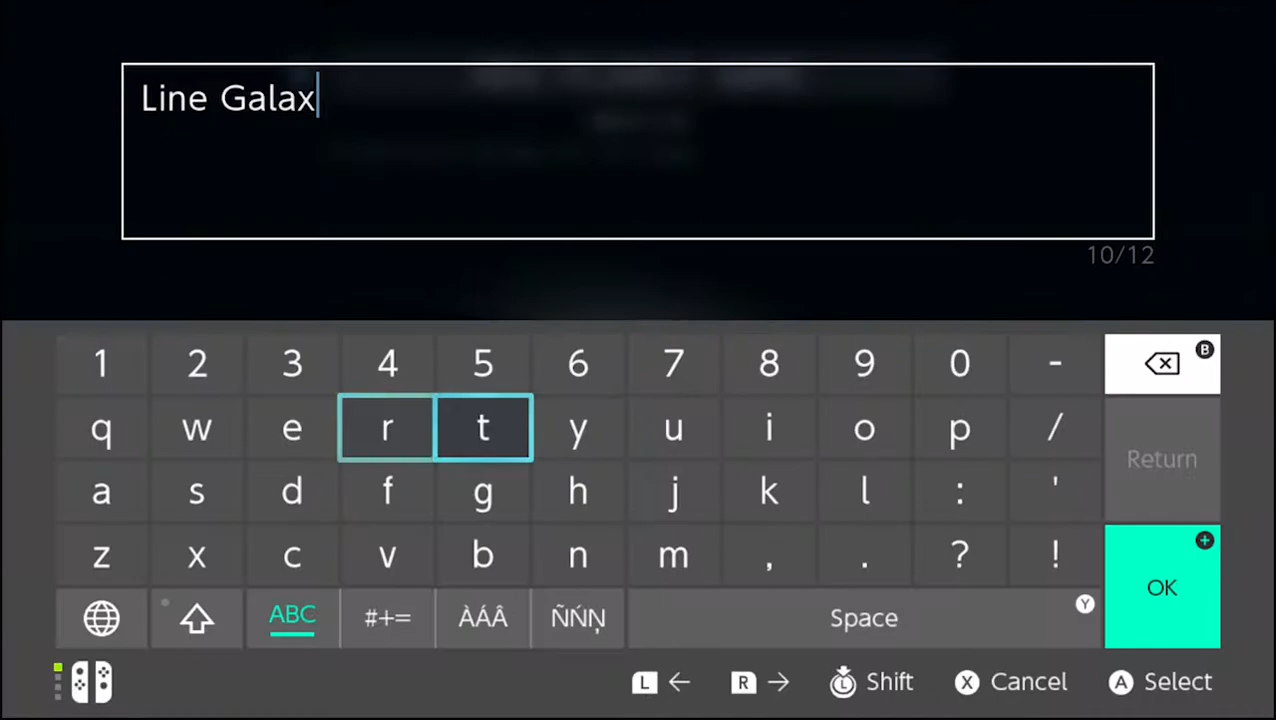 Line Galax
10/12
1 2 3 4 5 6 7 8 9 0 - B
q w e r t y u i o p / Return
a s d f g h j k l : '
z x c v b n m , . ? ! + OK
ABC #+= ÀÁÂ ÑŃŅ Space Y
L ← R → L Shift X Cancel A Select